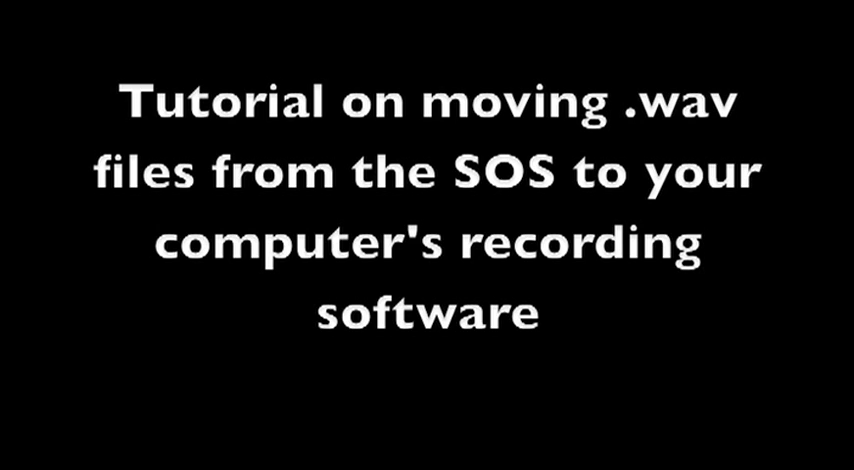 Tutorial on moving .wav
files from the SOS to your
computer's recording
software